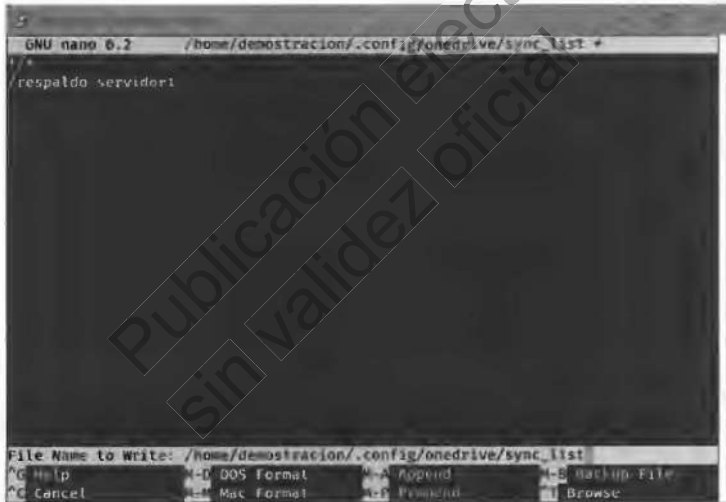 GNU nano 6.2 /home/demostracion/.config/onedrive/sync_list *
/*
/respaldo servidor1
Publicación elec
sin validez oficial
File Name to Write: /home/demostracion/.config/onedrive/sync_list
^G Help M-D DOS Format M-A Append M-B Backup File
^C Cancel M-M Mac Format M-P Prepend ^T Browse